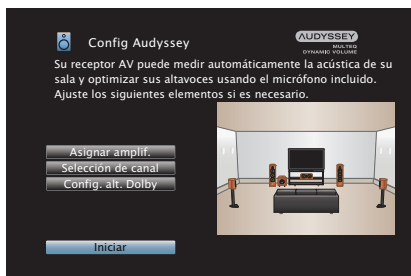 Config Audyssey
AUDYSSEY
MULTEQ
DYNAMIC VOLUME
Su receptor AV puede medir automáticamente la acústica de su
sala y optimizar sus altavoces usando el micrófono incluido.
Ajuste los siguientes elementos si es necesario.
Asignar amplif.
Selección de canal
Config. alt. Dolby
Iniciar